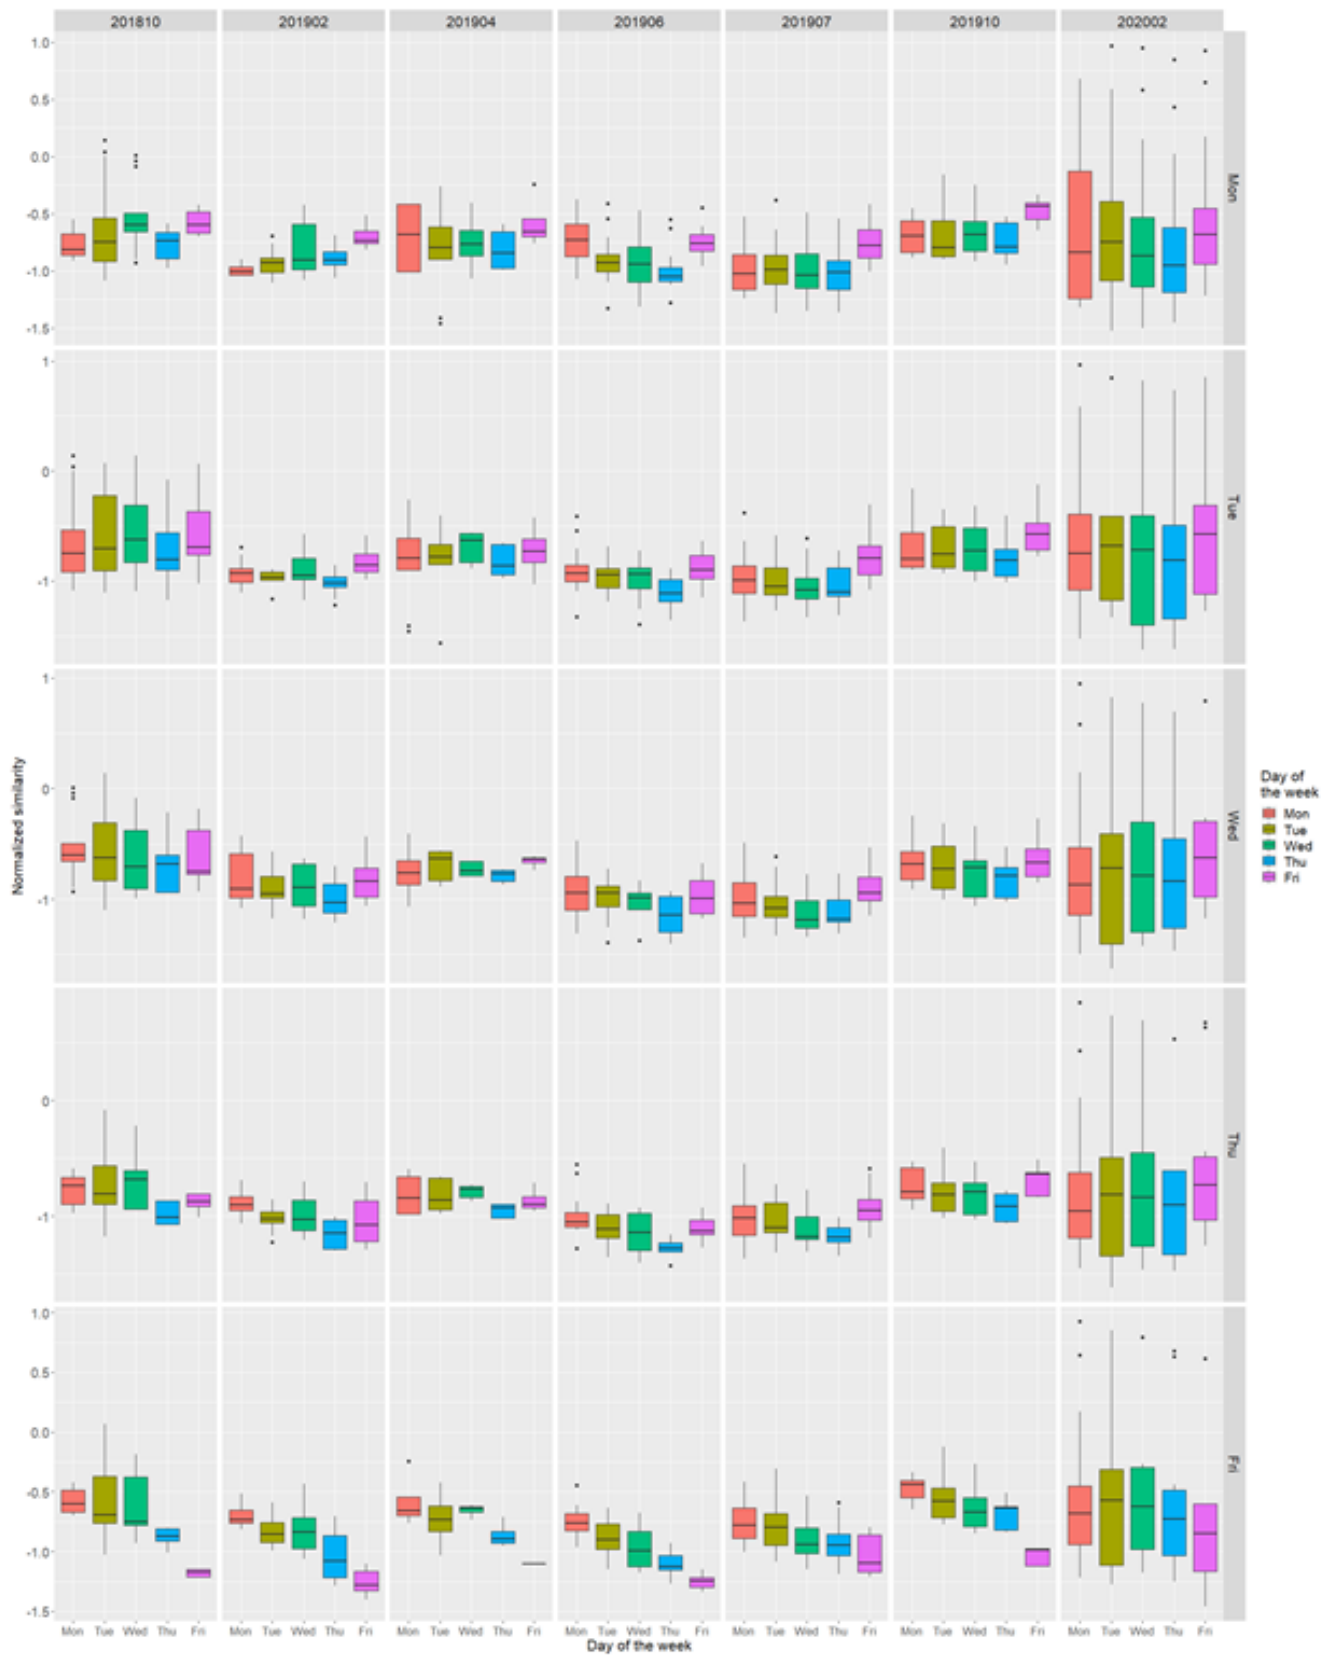 201810 201902 201904 201906 201907 201910 202002
1.0
0.5
0.0
-0.5
-1.0
-1.5
Mon
1
0
-1
Tue
1
0
-1
Wed
0
-1
Thu
1.0
0.5
0.0
-0.5
-1.0
-1.5
Fri
Normalized similarity
Day of
the week
Mon
Tue
Wed
Thu
Fri
Mon Tue Wed Thu Fri Mon Tue Wed Thu Fri Mon Tue Wed Thu Fri Mon Tue Wed Thu Fri Mon Tue Wed Thu Fri Mon Tue Wed Thu Fri Mon Tue Wed Thu Fri
Day of the week